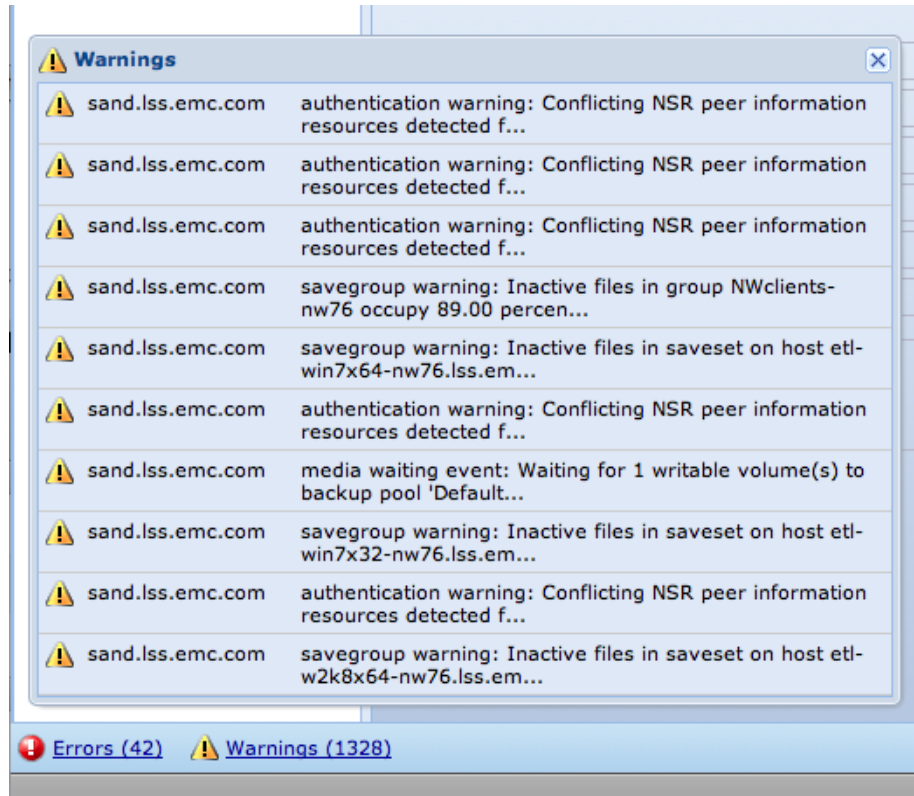 Warnings
sand.lss.emc.com authentication warning: Conflicting NSR peer information
resources detected f...
sand.lss.emc.com authentication warning: Conflicting NSR peer information
resources detected f...
sand.lss.emc.com authentication warning: Conflicting NSR peer information
resources detected f...
sand.lss.emc.com savegroup warning: Inactive files in group NWclients-
nw76 occupy 89.00 percen...
sand.lss.emc.com savegroup warning: Inactive files in saveset on host etl-
win7x64-nw76.lss.em...
sand.lss.emc.com authentication warning: Conflicting NSR peer information
resources detected f...
sand.lss.emc.com media waiting event: Waiting for 1 writable volume(s) to
backup pool 'Default...
sand.lss.emc.com savegroup warning: Inactive files in saveset on host etl-
win7x32-nw76.lss.em...
sand.lss.emc.com authentication warning: Conflicting NSR peer information
resources detected f...
sand.lss.emc.com savegroup warning: Inactive files in saveset on host etl-
w2k8x64-nw76.lss.em...
Errors (42) Warnings (1328)